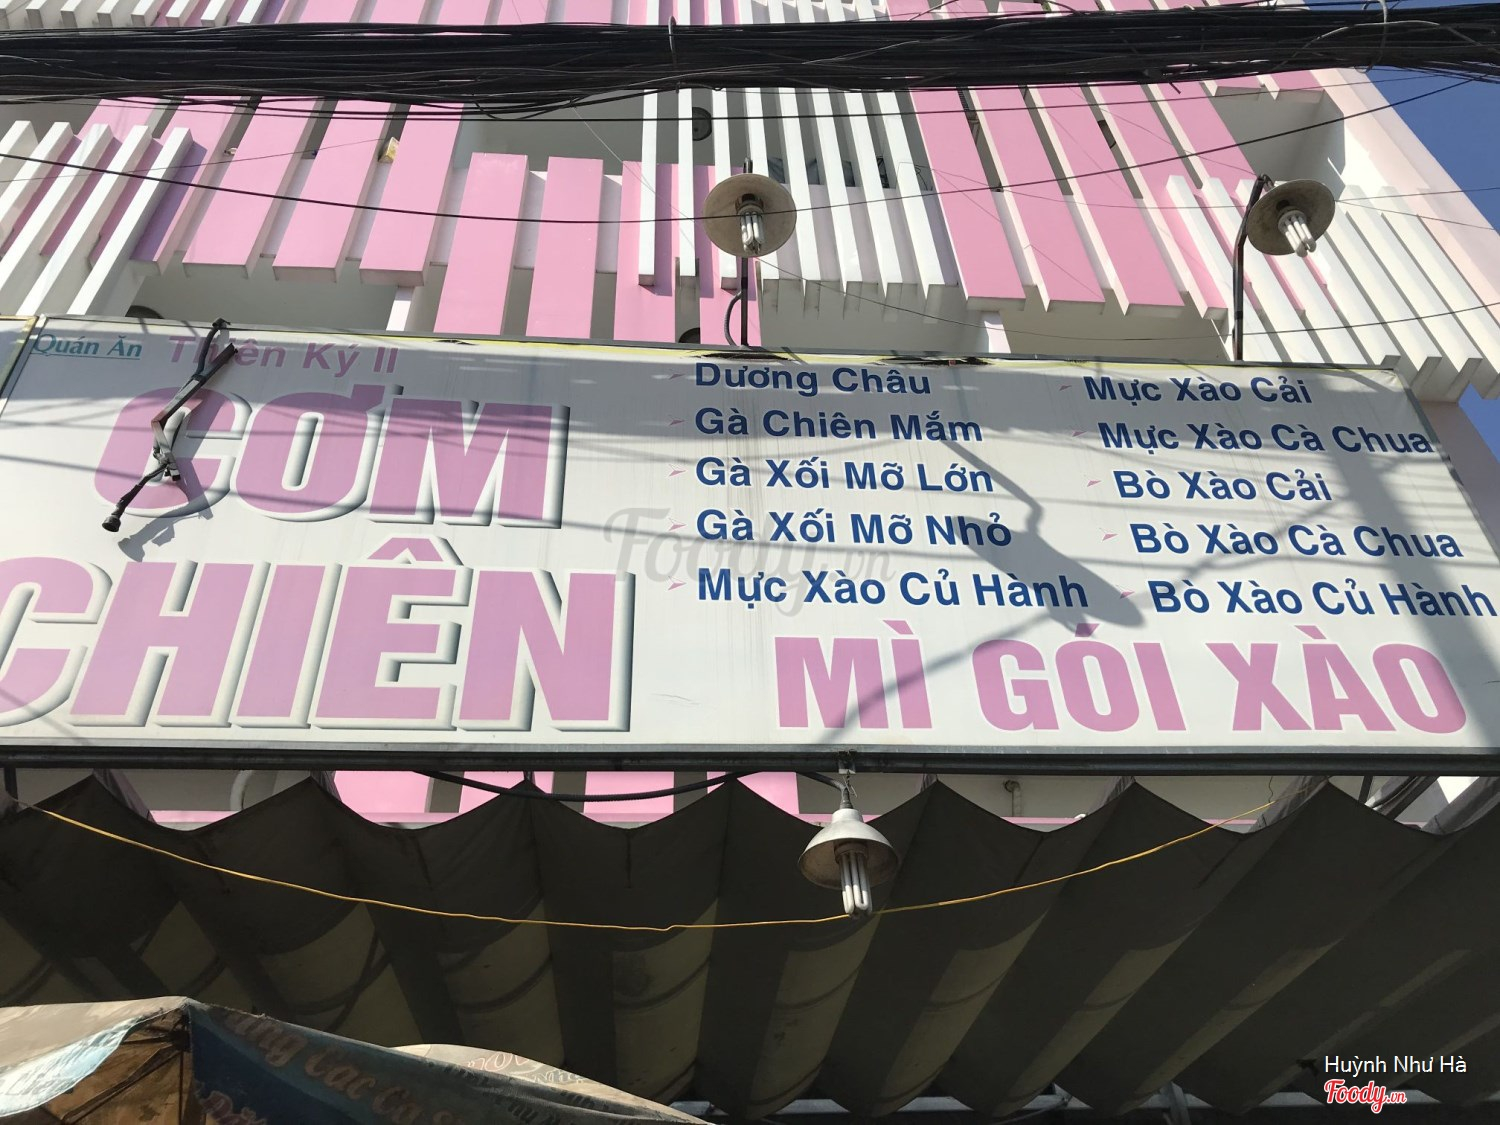 Quán Ăn Thiên Ký II
CƠM
CHIÊN
Dương Châu
Gà Chiên Mắm
Gà Xối Mỡ Lớn
Gà Xối Mỡ Nhỏ
Mực Xào Củ Hành
Mực Xào Cải
Mực Xào Cà Chua
Bò Xào Cải
Bò Xào Cà Chua
Bò Xào Củ Hành
MÌ GÓI XÀO
Foody.vn
Huỳnh Như Hà
Foody.vn